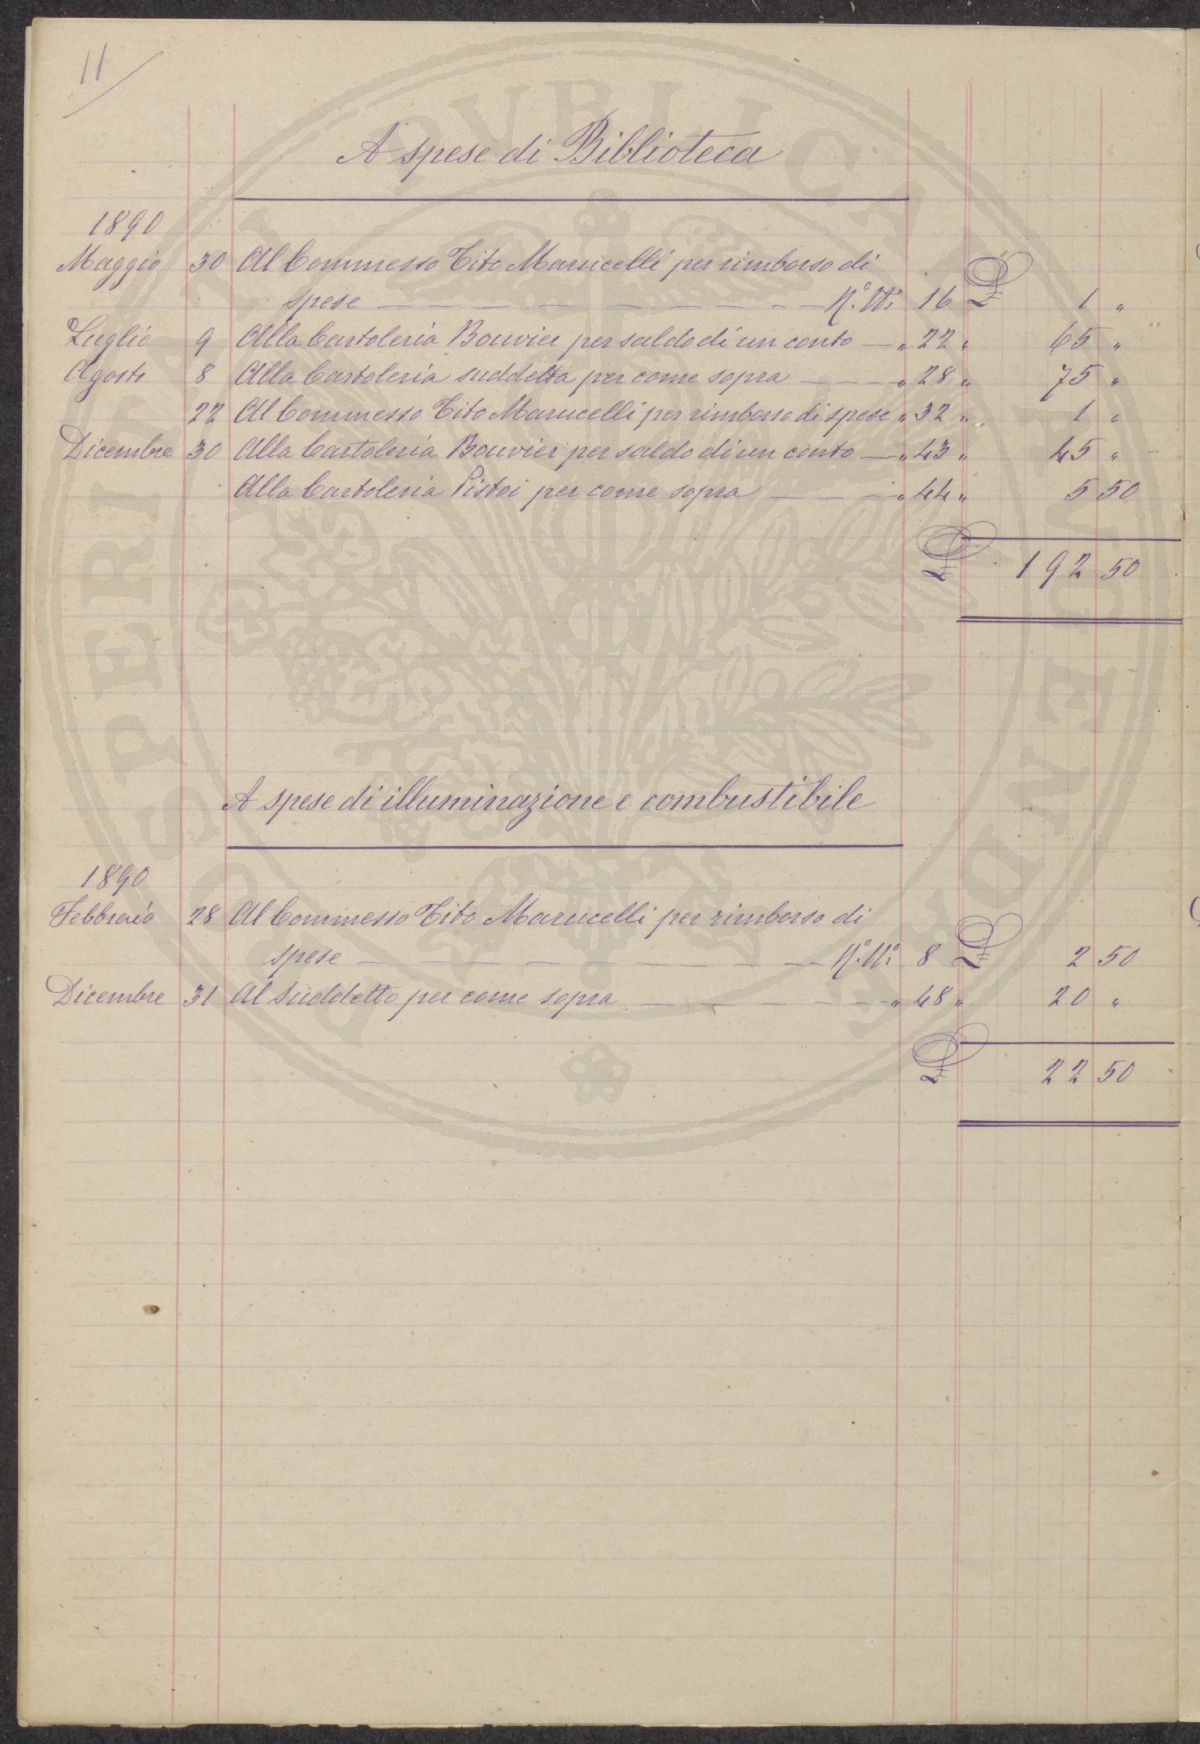 11
A spese di Biblioteca
1890
Maggio 30 Al Commesso Tito Marucelli per rimborso di
spese — N.° N.° 16 £ 1 "
Luglio 9 Alla Cartoleria Bouvier per saldo di un conto — " 22 " 65 "
Agosto 8 Alla Cartoleria suddetta per come sopra — " 28 " 75 "
22 Al Commesso Tito Marucelli per rimborso di spese " 32 " 1 "
Dicembre 30 Alla Cartoleria Bouvier per saldo di un conto — " 43 " 45 "
Alla Cartoleria Pistoi per come sopra — " 44 " 5 50
£ 192 50
A spese di illuminazione e combustibile
1890
Febbraio 28 Al Commesso Tito Marucelli per rimborso di
spese — N.° N.° 8 £ 2 50
Dicembre 31 Al Suddetto per come sopra — " 48 " 20 "
£ 22 50